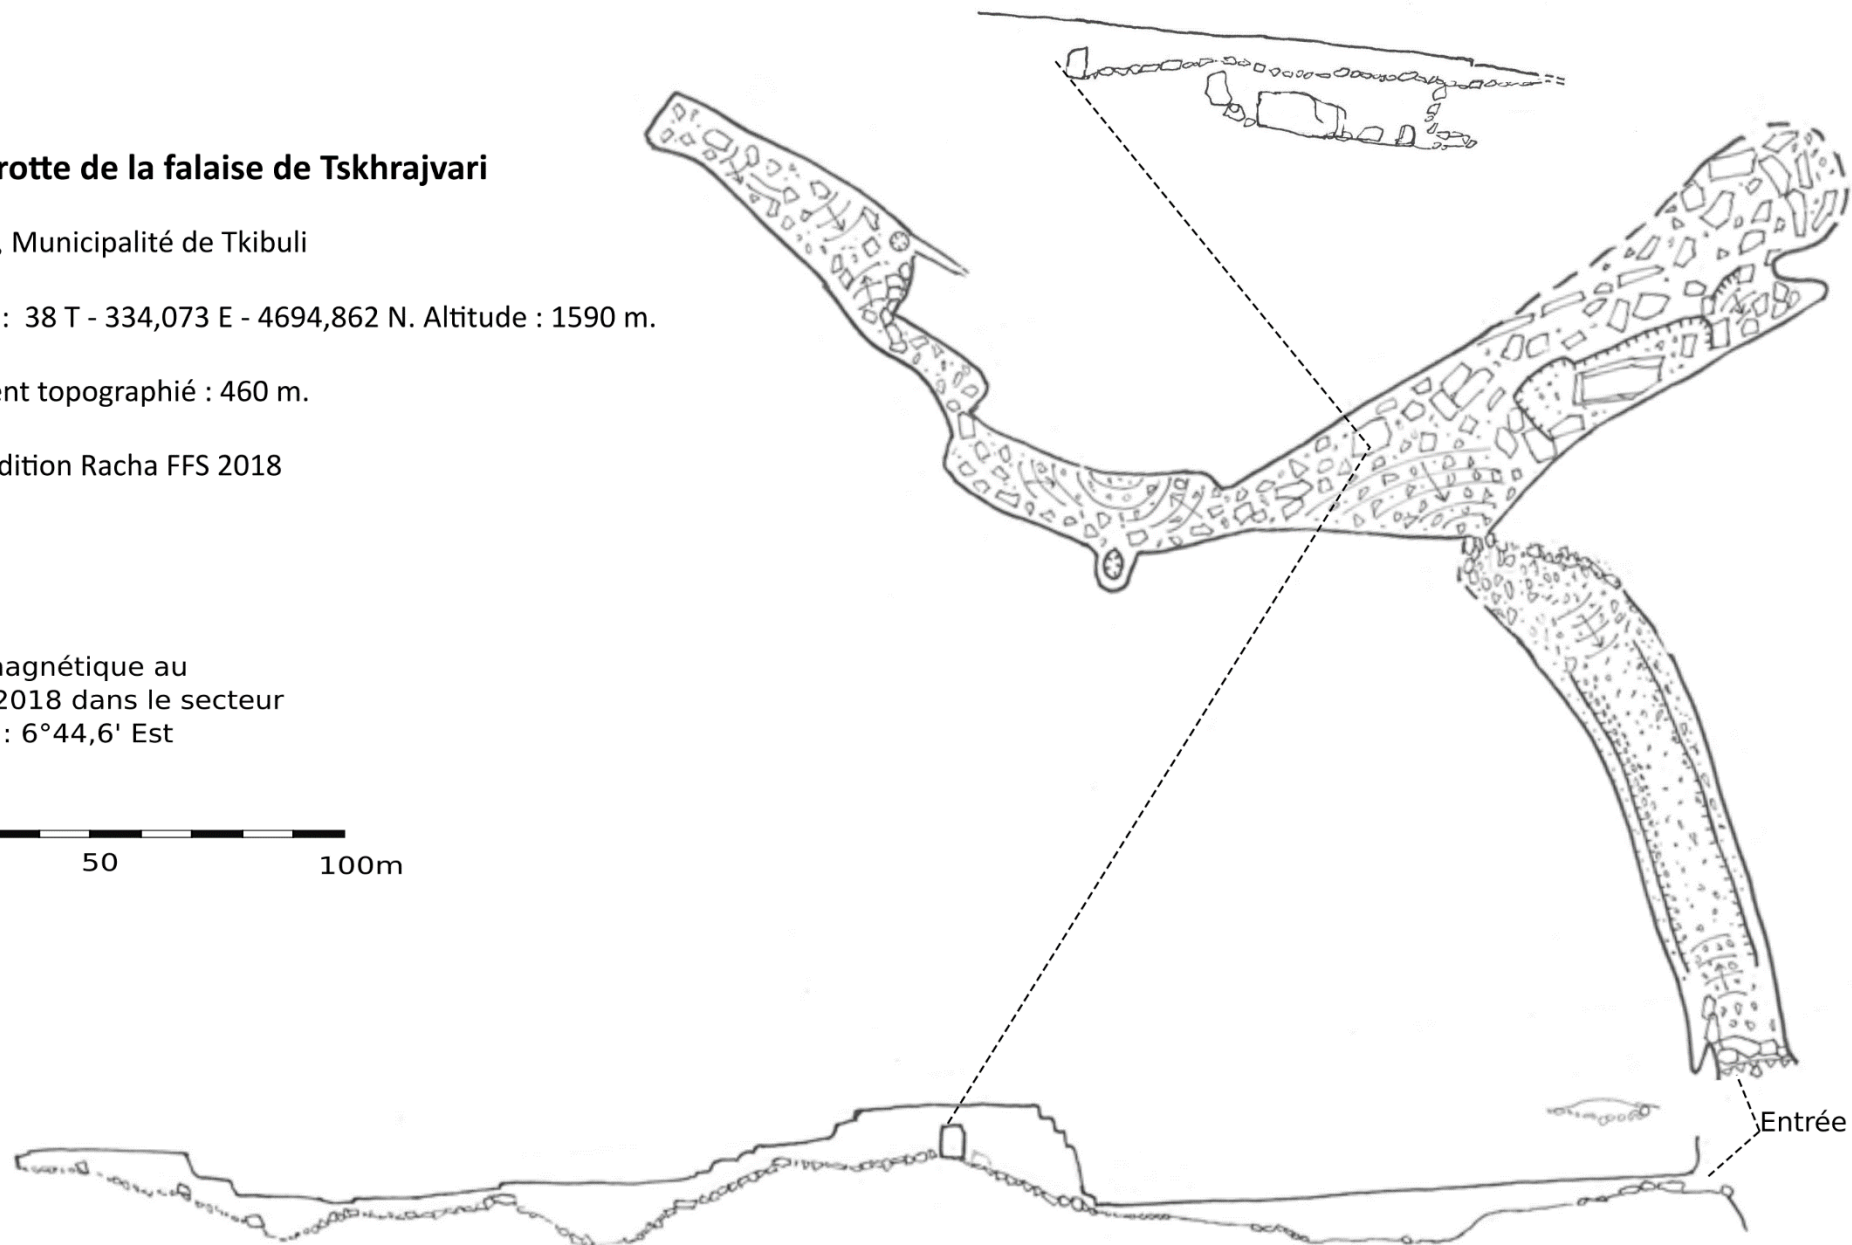 rotte de la falaise de Tskhrajvari
, Municipalité de Tkibuli
: 38 T - 334,073 E - 4694,862 N. Altitude : 1590 m.
ent topographié : 460 m.
dition Racha FFS 2018
nagnétique au
2018 dans le secteur
: 6°44,6' Est
50 100m
Entrée